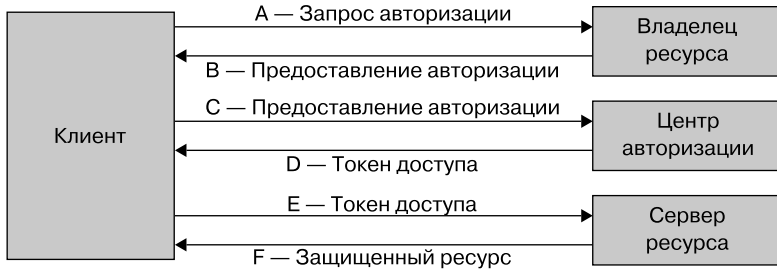 A — Запрос авторизации
Владелец
ресурса
B — Предоставление авторизации
C — Предоставление авторизации
Клиент
Центр
авторизации
D — Токен доступа
E — Токен доступа
Сервер
ресурса
F — Защищенный ресурс